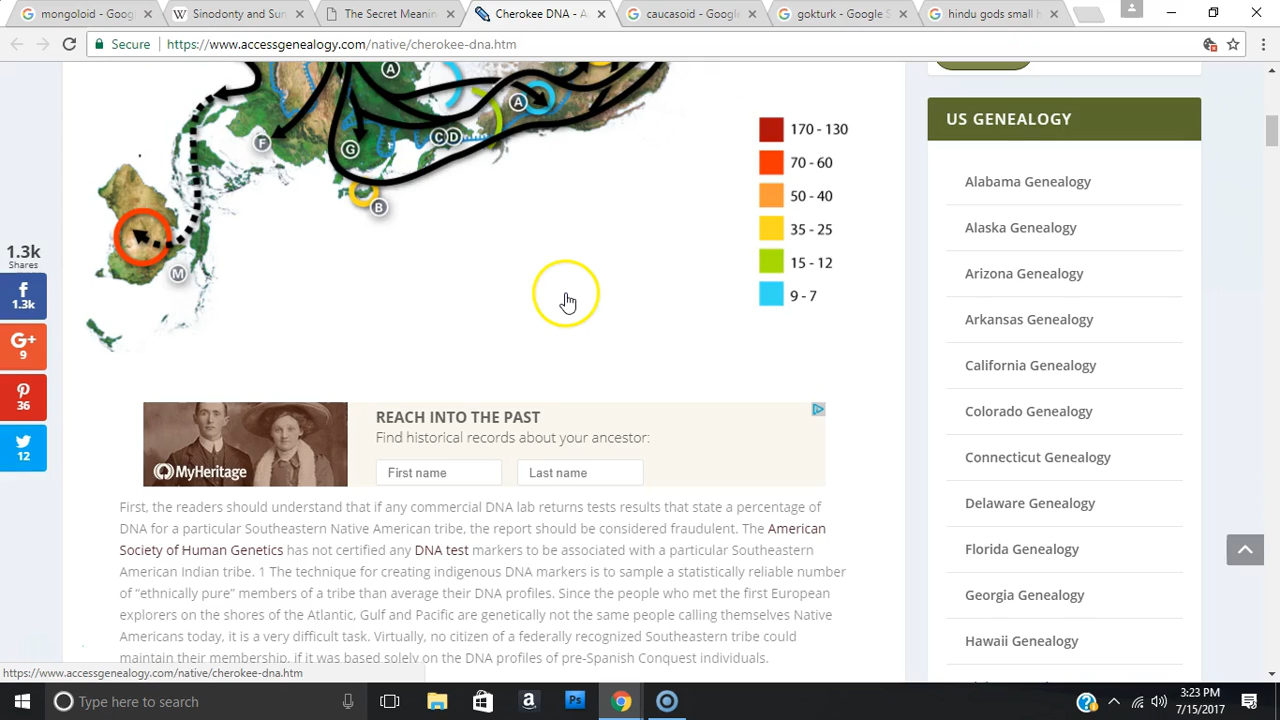 mongoloid - Google
Sinodonty and Sun
The Secret Meanin
Cherokee DNA - A
caucasoid - Google
gokturk - Google S
hindu gods small h
Secure
https://www.accessgenealogy.com/native/cherokee-dna.htm
A
A
F
G
C D
B
M
170 - 130
70 - 60
50 - 40
35 - 25
15 - 12
9 - 7
1.3k
Shares
f
1.3k
G+
9
36
12
REACH INTO THE PAST
Find historical records about your ancestor:
First name Last name
MyHeritage
First, the readers should understand that if any commercial DNA lab returns tests results that state a percentage of
DNA for a particular Southeastern Native American tribe, the report should be considered fraudulent. The American
Society of Human Genetics has not certified any DNA test markers to be associated with a particular Southeastern
American Indian tribe. 1 The technique for creating indigenous DNA markers is to sample a statistically reliable number
of “ethnically pure” members of a tribe than average their DNA profiles. Since the people who met the first European
explorers on the shores of the Atlantic, Gulf and Pacific are genetically not the same people calling themselves Native
Americans today, it is a very difficult task. Virtually, no citizen of a federally recognized Southeastern tribe could
maintain their membership, if it was based solely on the DNA profiles of pre-Spanish Conquest individuals.
US GENEALOGY
Alabama Genealogy
Alaska Genealogy
Arizona Genealogy
Arkansas Genealogy
California Genealogy
Colorado Genealogy
Connecticut Genealogy
Delaware Genealogy
Florida Genealogy
Georgia Genealogy
Hawaii Genealogy
https://www.accessgenealogy.com/native/cherokee-dna.htm
Type here to search
a
Ps
3:23 PM
7/15/2017